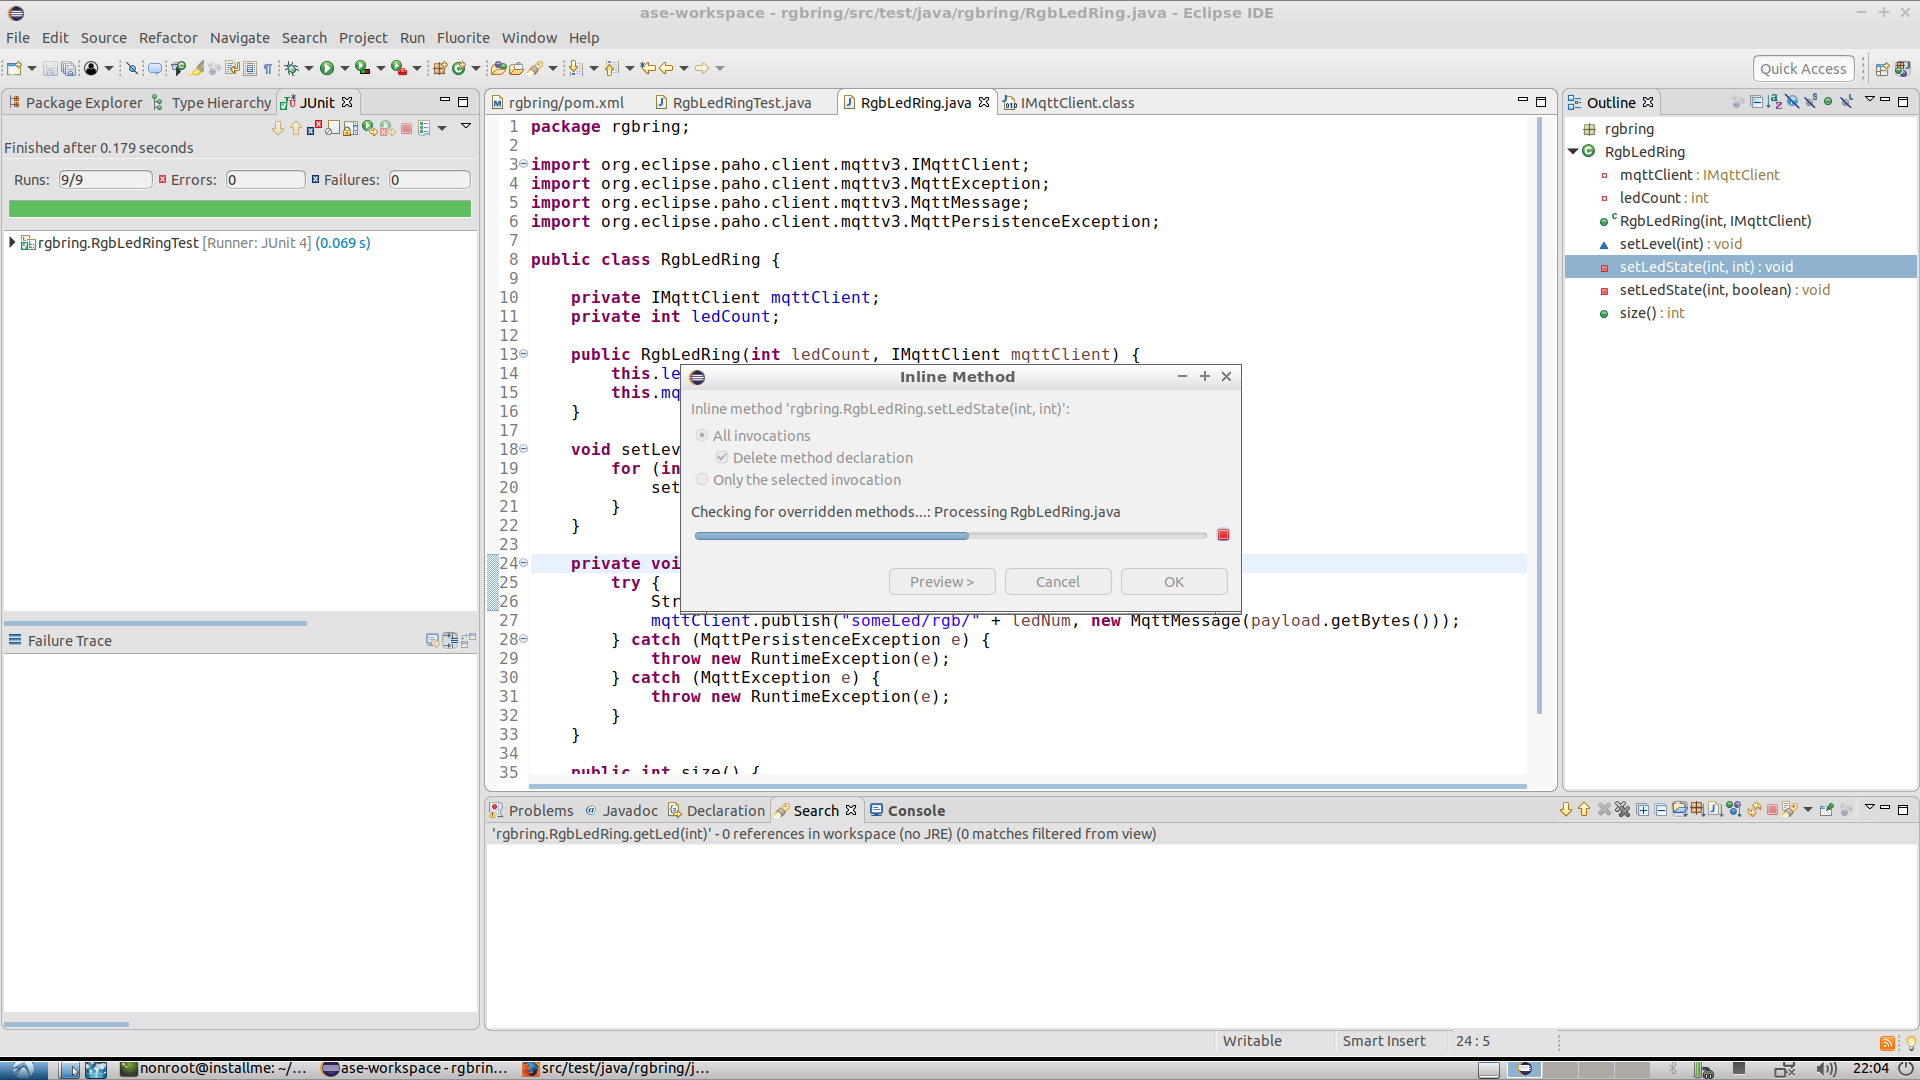 ase-workspace - rgbring/src/test/java/rgbring/RgbLedRing.java - Eclipse IDE
File Edit Source Refactor Navigate Search Project Run Fluorite Window Help
Quick Access
Package Explorer Type Hierarchy JUnit
Finished after 0.179 seconds
Runs: 9/9 Errors: 0 Failures: 0
rgbring.RgbLedRingTest [Runner: JUnit 4] (0.069 s)
Failure Trace
rgbring/pom.xml RgbLedRingTest.java RgbLedRing.java IMqttClient.class
1 package rgbring;
2
3 import org.eclipse.paho.client.mqttv3.IMqttClient;
4 import org.eclipse.paho.client.mqttv3.MqttException;
5 import org.eclipse.paho.client.mqttv3.MqttMessage;
6 import org.eclipse.paho.client.mqttv3.MqttPersistenceException;
7
8 public class RgbLedRing {
9
10 private IMqttClient mqttClient;
11 private int ledCount;
12
13 public RgbLedRing(int ledCount, IMqttClient mqttClient) {
14 this.le
15 this.mq
16 }
17
18 void setLev
19 for (in
20 set
21 }
22 }
23
24 private voi
25 try {
26 Str
27 mqttClient.publish("someLed/rgb/" + ledNum, new MqttMessage(payload.getBytes()));
28 } catch (MqttPersistenceException e) {
29 throw new RuntimeException(e);
30 } catch (MqttException e) {
31 throw new RuntimeException(e);
32 }
33 }
34
35 public int size() {
Inline Method
Inline method 'rgbring.RgbLedRing.setLedState(int, int)':
All invocations
Delete method declaration
Only the selected invocation
Checking for overridden methods...: Processing RgbLedRing.java
Preview > Cancel OK
Outline
rgbring
RgbLedRing
mqttClient : IMqttClient
ledCount : int
RgbLedRing(int, IMqttClient)
setLevel(int) : void
setLedState(int, int) : void
setLedState(int, boolean) : void
size() : int
Problems Javadoc Declaration Search Console
'rgbring.RgbLedRing.getLed(int)' - 0 references in workspace (no JRE) (0 matches filtered from view)
Writable Smart Insert 24 : 5
nonroot@installme: ~/... ase-workspace - rgbrin... src/test/java/rgbring/j... 22:04